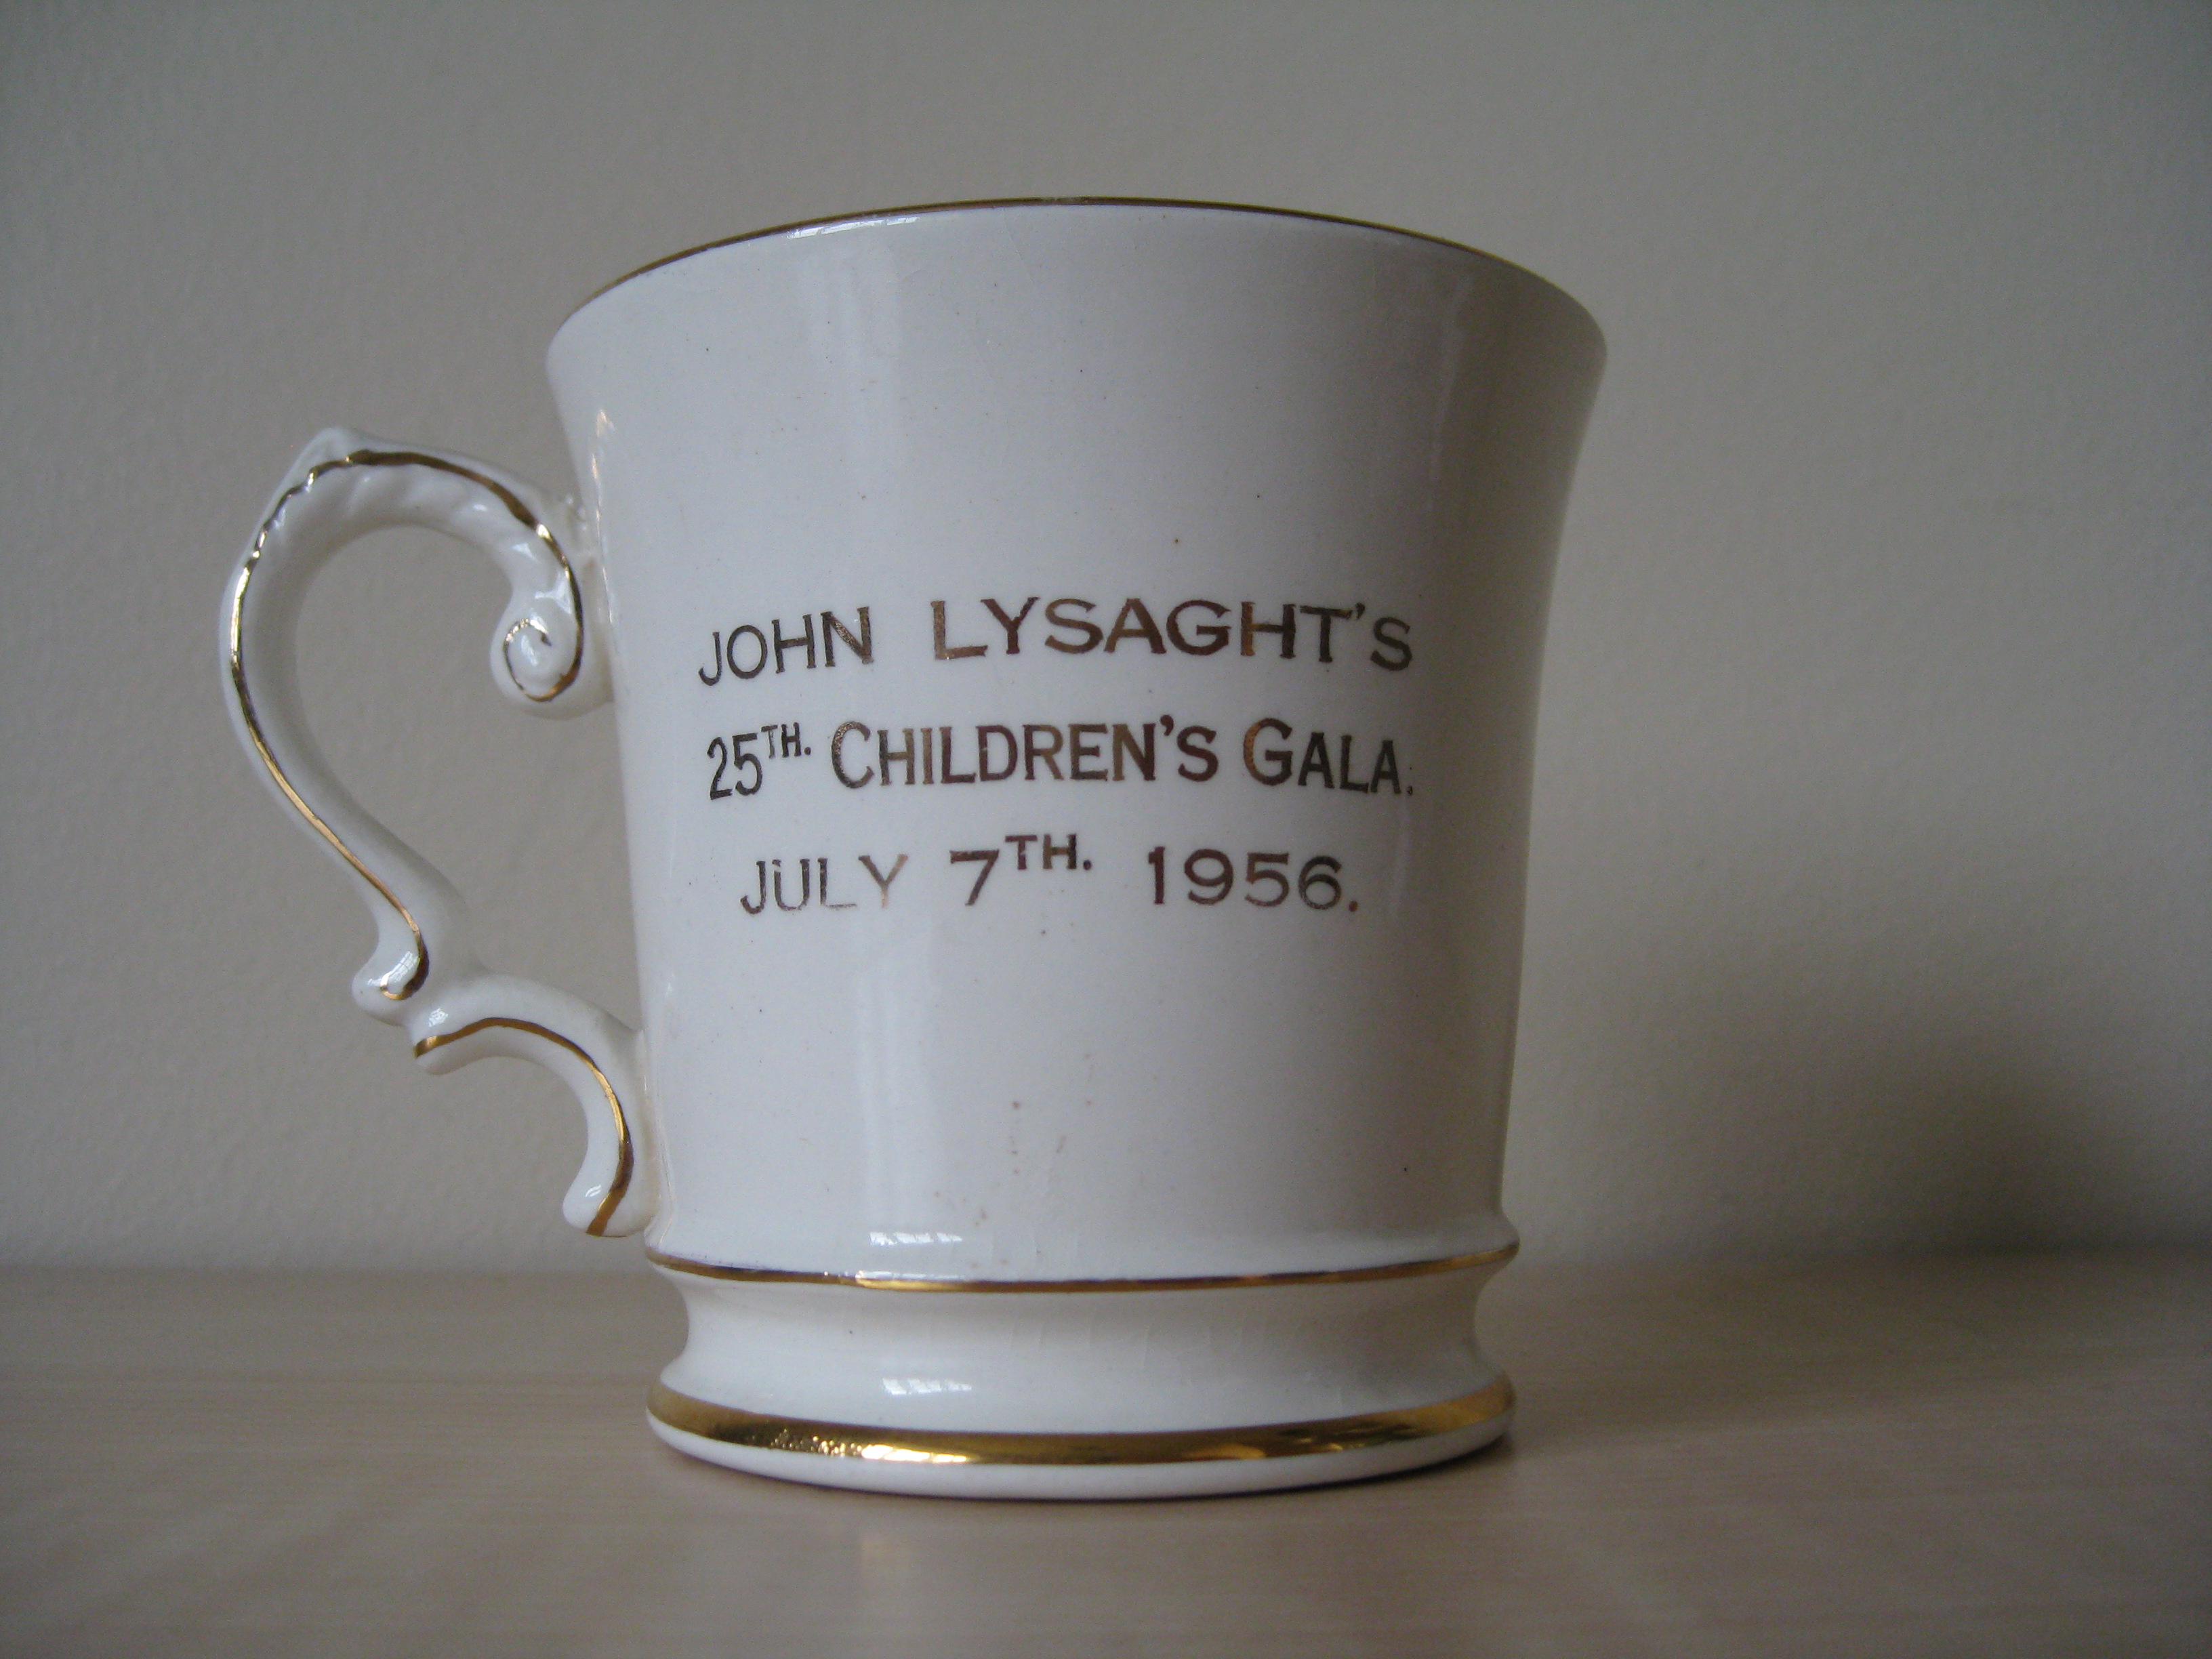 JOHN LYSAGHT'S
25TH. CHILDREN'S GALA.
JULY 7TH. 1956.